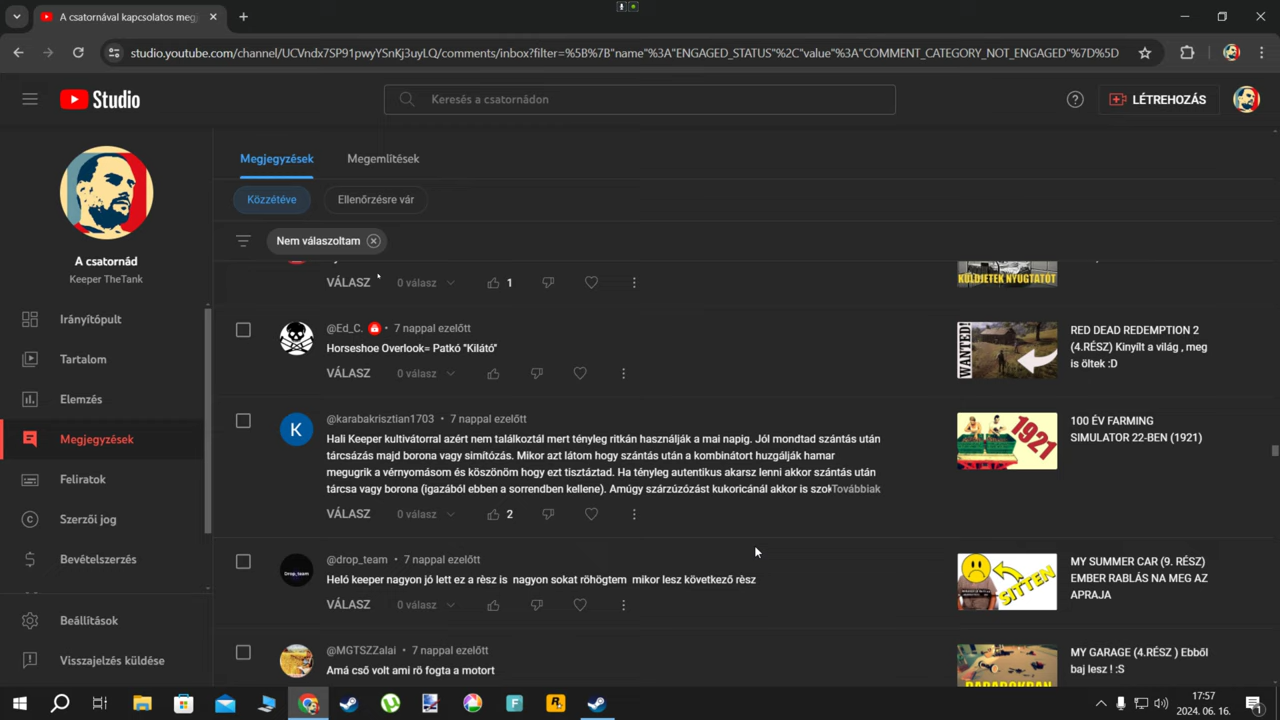 A csatornával kapcsolatos meg
studio.youtube.com/channel/UCVndx7SP91pwyYSnKj3uyLQ/comments/inbox?filter=%5B%7B"name"%3A"ENGAGED_STATUS"%2C"value"%3A"COMMENT_CATEGORY_NOT_ENGAGED"%7D%5D
Studio
Keresés a csatornádon
LÉTREHOZÁS
A csatornád
Keeper TheTank
Irányítópult
Tartalom
Elemzés
Megjegyzések
Feliratok
Szerzői jog
Bevételszerzés
Beállítások
Visszajelzés küldése
Megjegyzések
Megemlítések
Közzétéve
Ellenőrzésre vár
Nem válaszoltam
VÁLASZ
0 válasz
1
KÜLDJETEK NYUGTATÓT
@Ed_C.
• 7 nappal ezelőtt
Horseshoe Overlook= Patkó "Kilátó"
VÁLASZ
0 válasz
WANTED!
RED DEAD REDEMPTION 2
(4.RÉSZ) Kinyílt a világ , meg
is öltek :D
K
@karabakrisztian1703 • 7 nappal ezelőtt
Hali Keeper kultivátorral azért nem találkoztál mert tényleg ritkán használják a mai napig. Jól mondtad szántás után
tárcsázás majd borona vagy simítózás. Mikor azt látom hogy szántás után a kombinátort huzgálják hamar
megugrik a vérnyomásom és köszönöm hogy ezt tisztáztad. Ha tényleg autentikus akarsz lenni akkor szántás után
tárcsa vagy borona (igazából ebben a sorrendben kellene). Amúgy szárzúzózást kukoricánál akkor is szok
Továbbiak
VÁLASZ
0 válasz
2
1921
100 ÉV FARMING
SIMULATOR 22-BEN (1921)
Drop_team
@drop_team • 7 nappal ezelőtt
Heló keeper nagyon jó lett ez a rèsz is nagyon sokat röhögtem mikor lesz következő rèsz
VÁLASZ
0 válasz
SITTEN
MY SUMMER CAR (9. RÉSZ)
EMBER RABLÁS NA MEG AZ
APRAJA
@MGTSZZalai • 7 nappal ezelőtt
Amá cső volt ami rö fogta a motort
MY GARAGE (4.RÉSZ ) Ebből
baj lesz ! :S
17:57
2024. 06. 16.
1